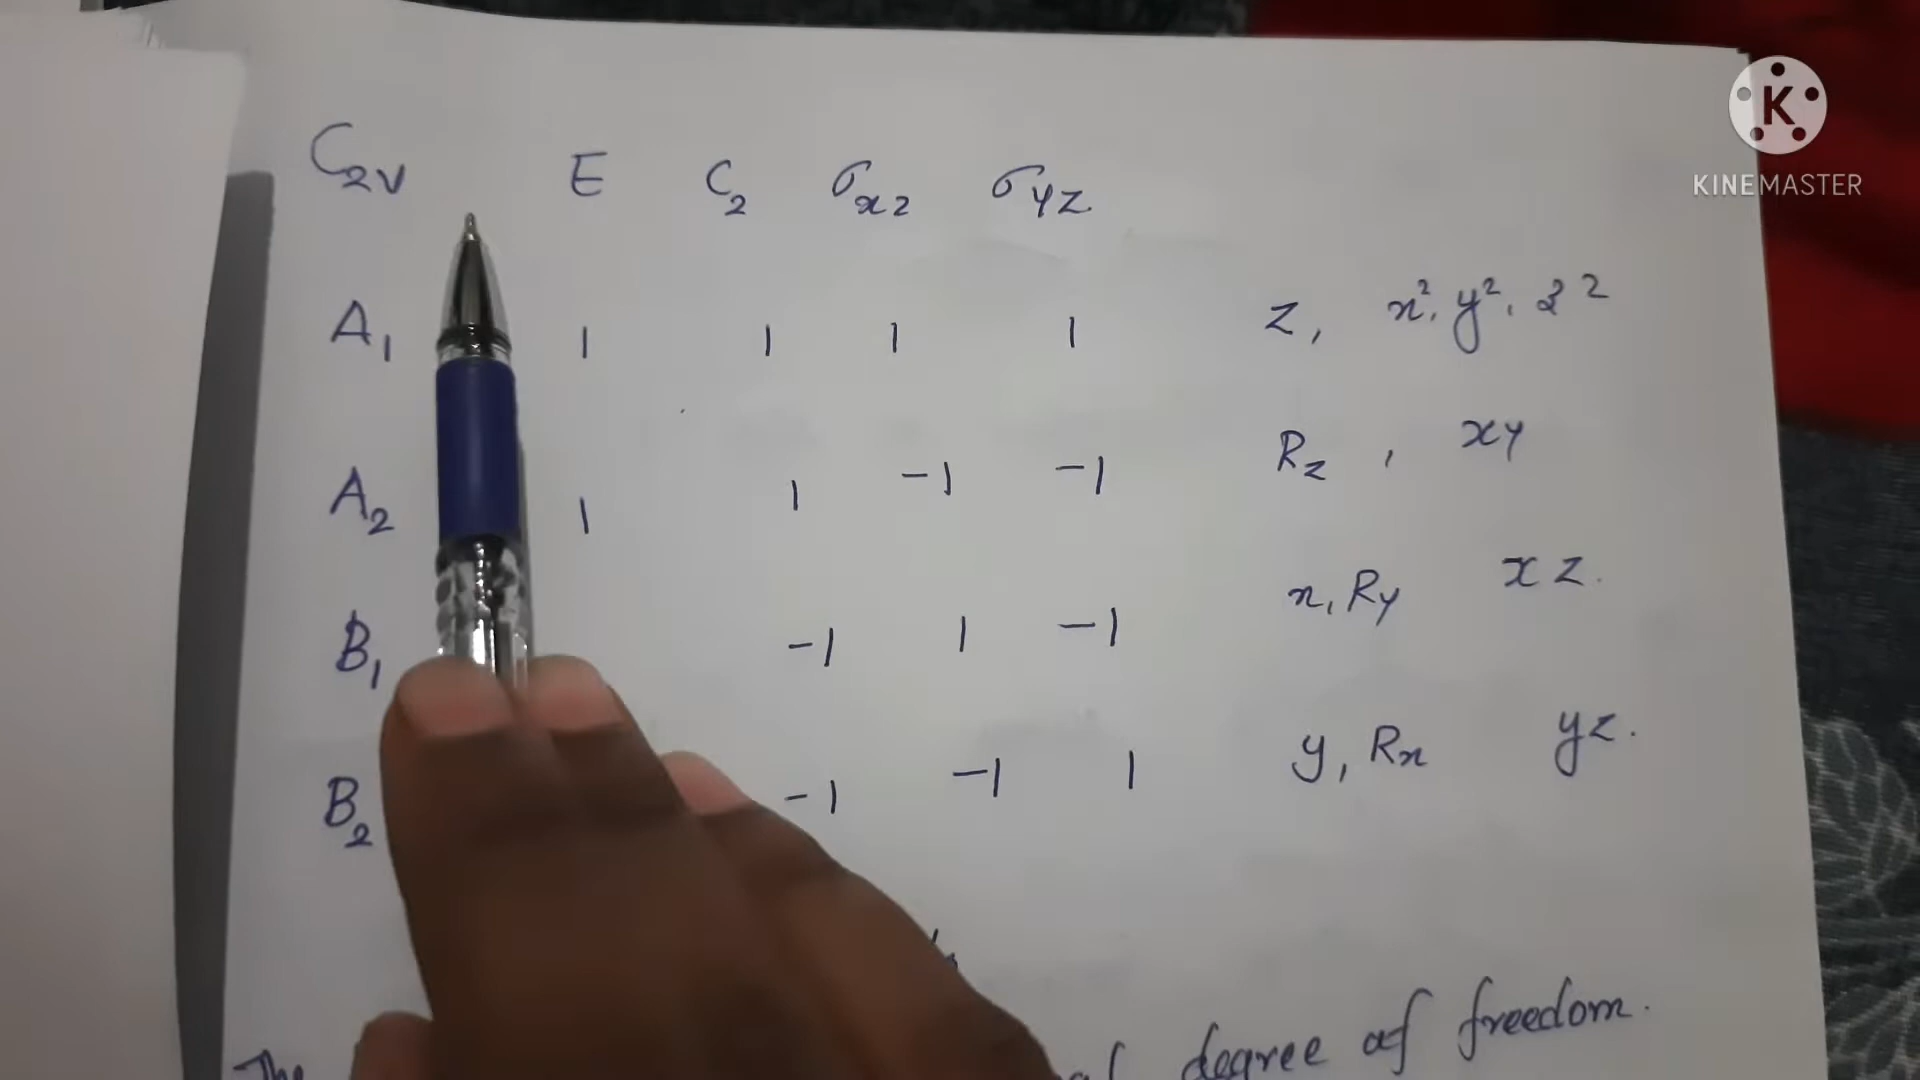 KINEMASTER
C₂ᵥ E C₂ σxz σyz
A₁ 1 1 1 1 z, x², y², z²
A₂ 1 1 -1 -1 Rz, xy
B₁ -1 1 -1 x, Ry xz.
B₂ -1 -1 1 y, Rx yz.
The degree of freedom.